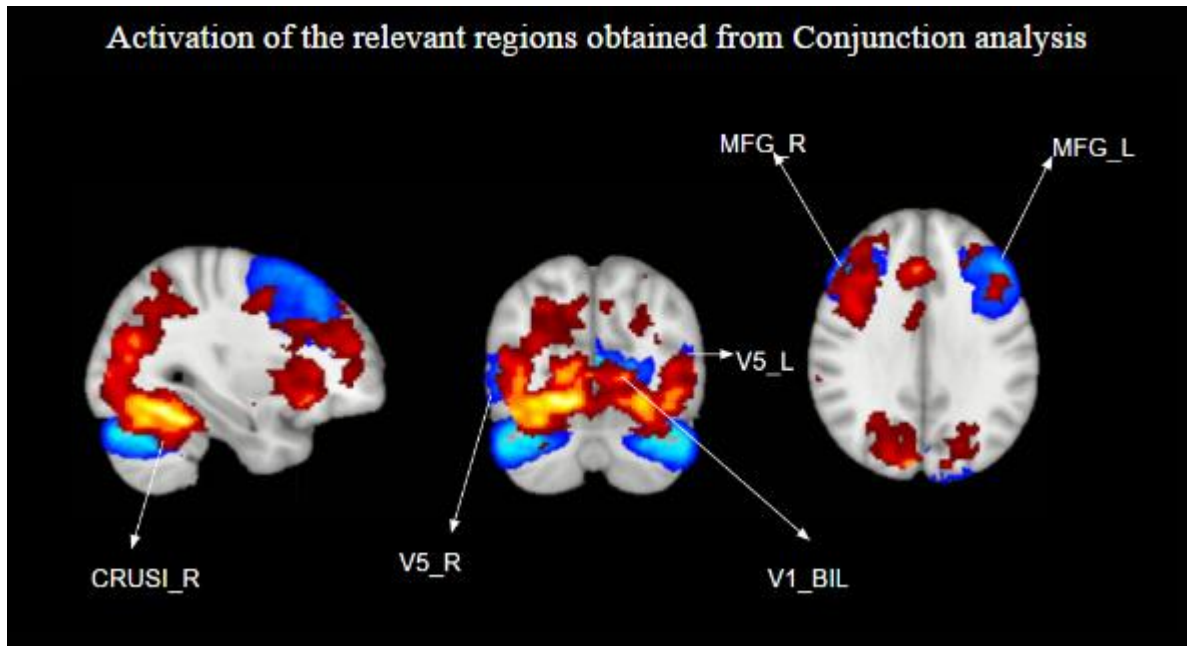 Activation of the relevant regions obtained from Conjunction analysis
MFG_R
MFG_L
V5_L
V5_R
CRUSI_R
V1_BIL